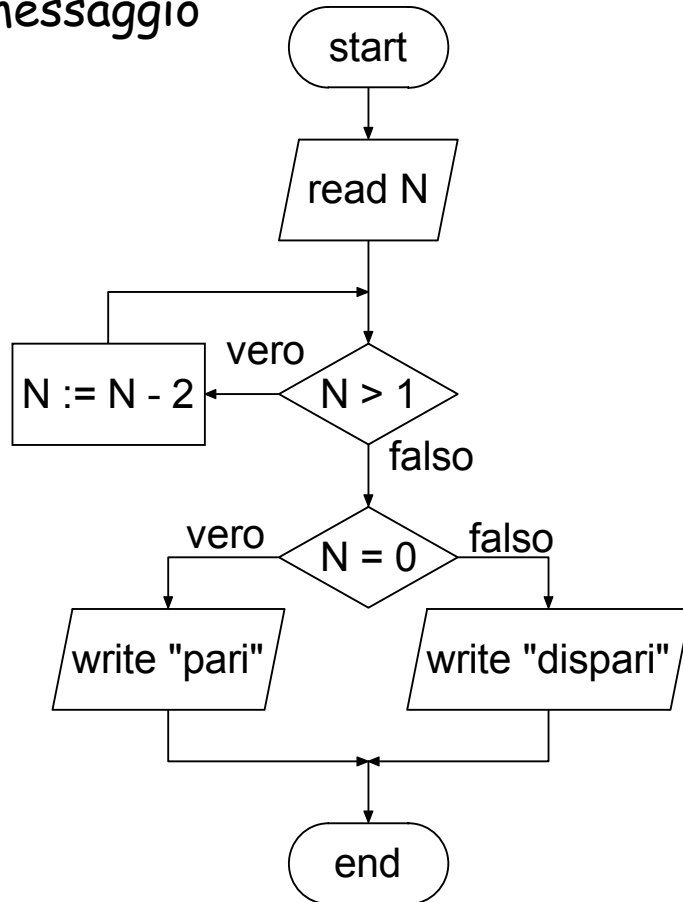 messaggio
start
read N
vero
N := N - 2
N > 1
falso
vero
N = 0
falso
write "pari"
write "dispari"
end